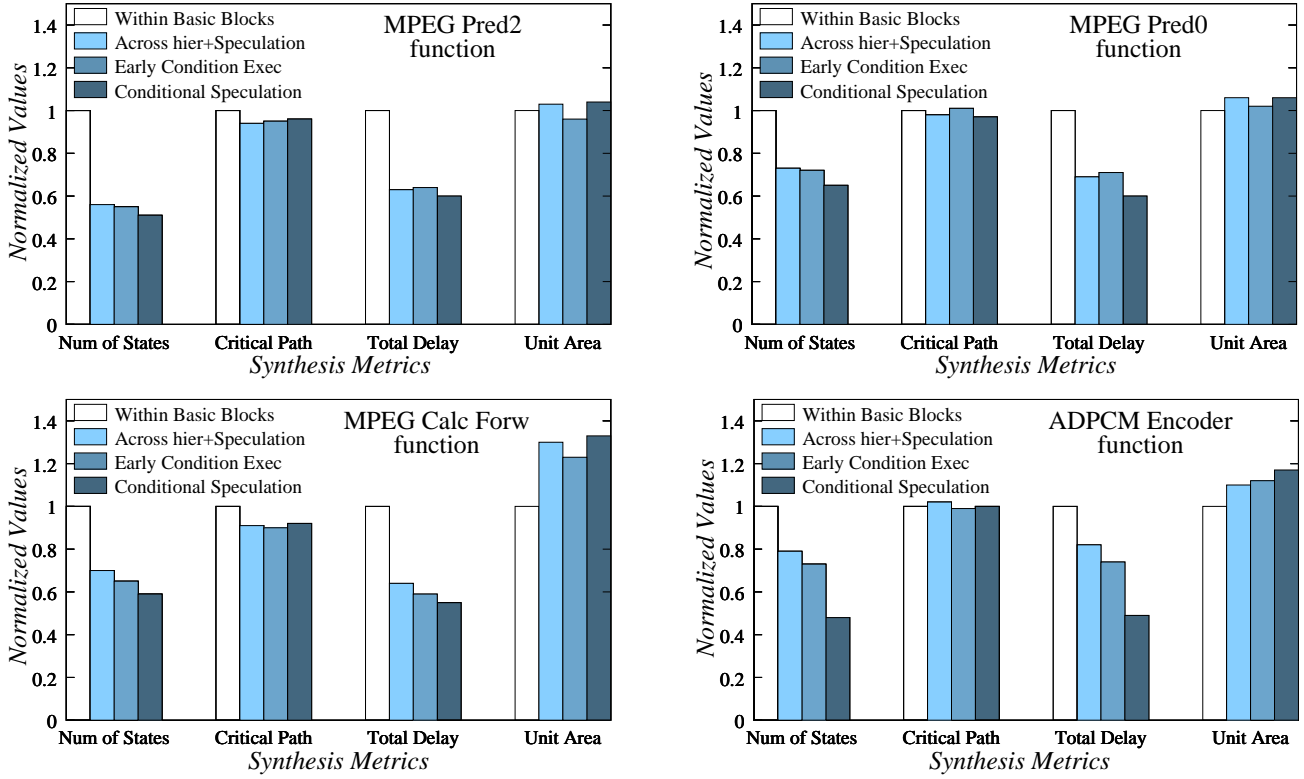 MPEG Pred2
function
Within Basic Blocks
Across hier+Speculation
Early Condition Exec
Conditional Speculation
Normalized Values
1.4
1.2
1
0.8
0.6
0.4
0.2
0
Num of States
Critical Path
Total Delay
Unit Area
Synthesis Metrics
MPEG Pred0
function
Within Basic Blocks
Across hier+Speculation
Early Condition Exec
Conditional Speculation
Normalized Values
1.4
1.2
1
0.8
0.6
0.4
0.2
0
Num of States
Critical Path
Total Delay
Unit Area
Synthesis Metrics
MPEG Calc Forw
function
Within Basic Blocks
Across hier+Speculation
Early Condition Exec
Conditional Speculation
Normalized Values
1.4
1.2
1
0.8
0.6
0.4
0.2
0
Num of States
Critical Path
Total Delay
Unit Area
Synthesis Metrics
ADPCM Encoder
function
Within Basic Blocks
Across hier+Speculation
Early Condition Exec
Conditional Speculation
Normalized Values
1.4
1.2
1
0.8
0.6
0.4
0.2
0
Num of States
Critical Path
Total Delay
Unit Area
Synthesis Metrics